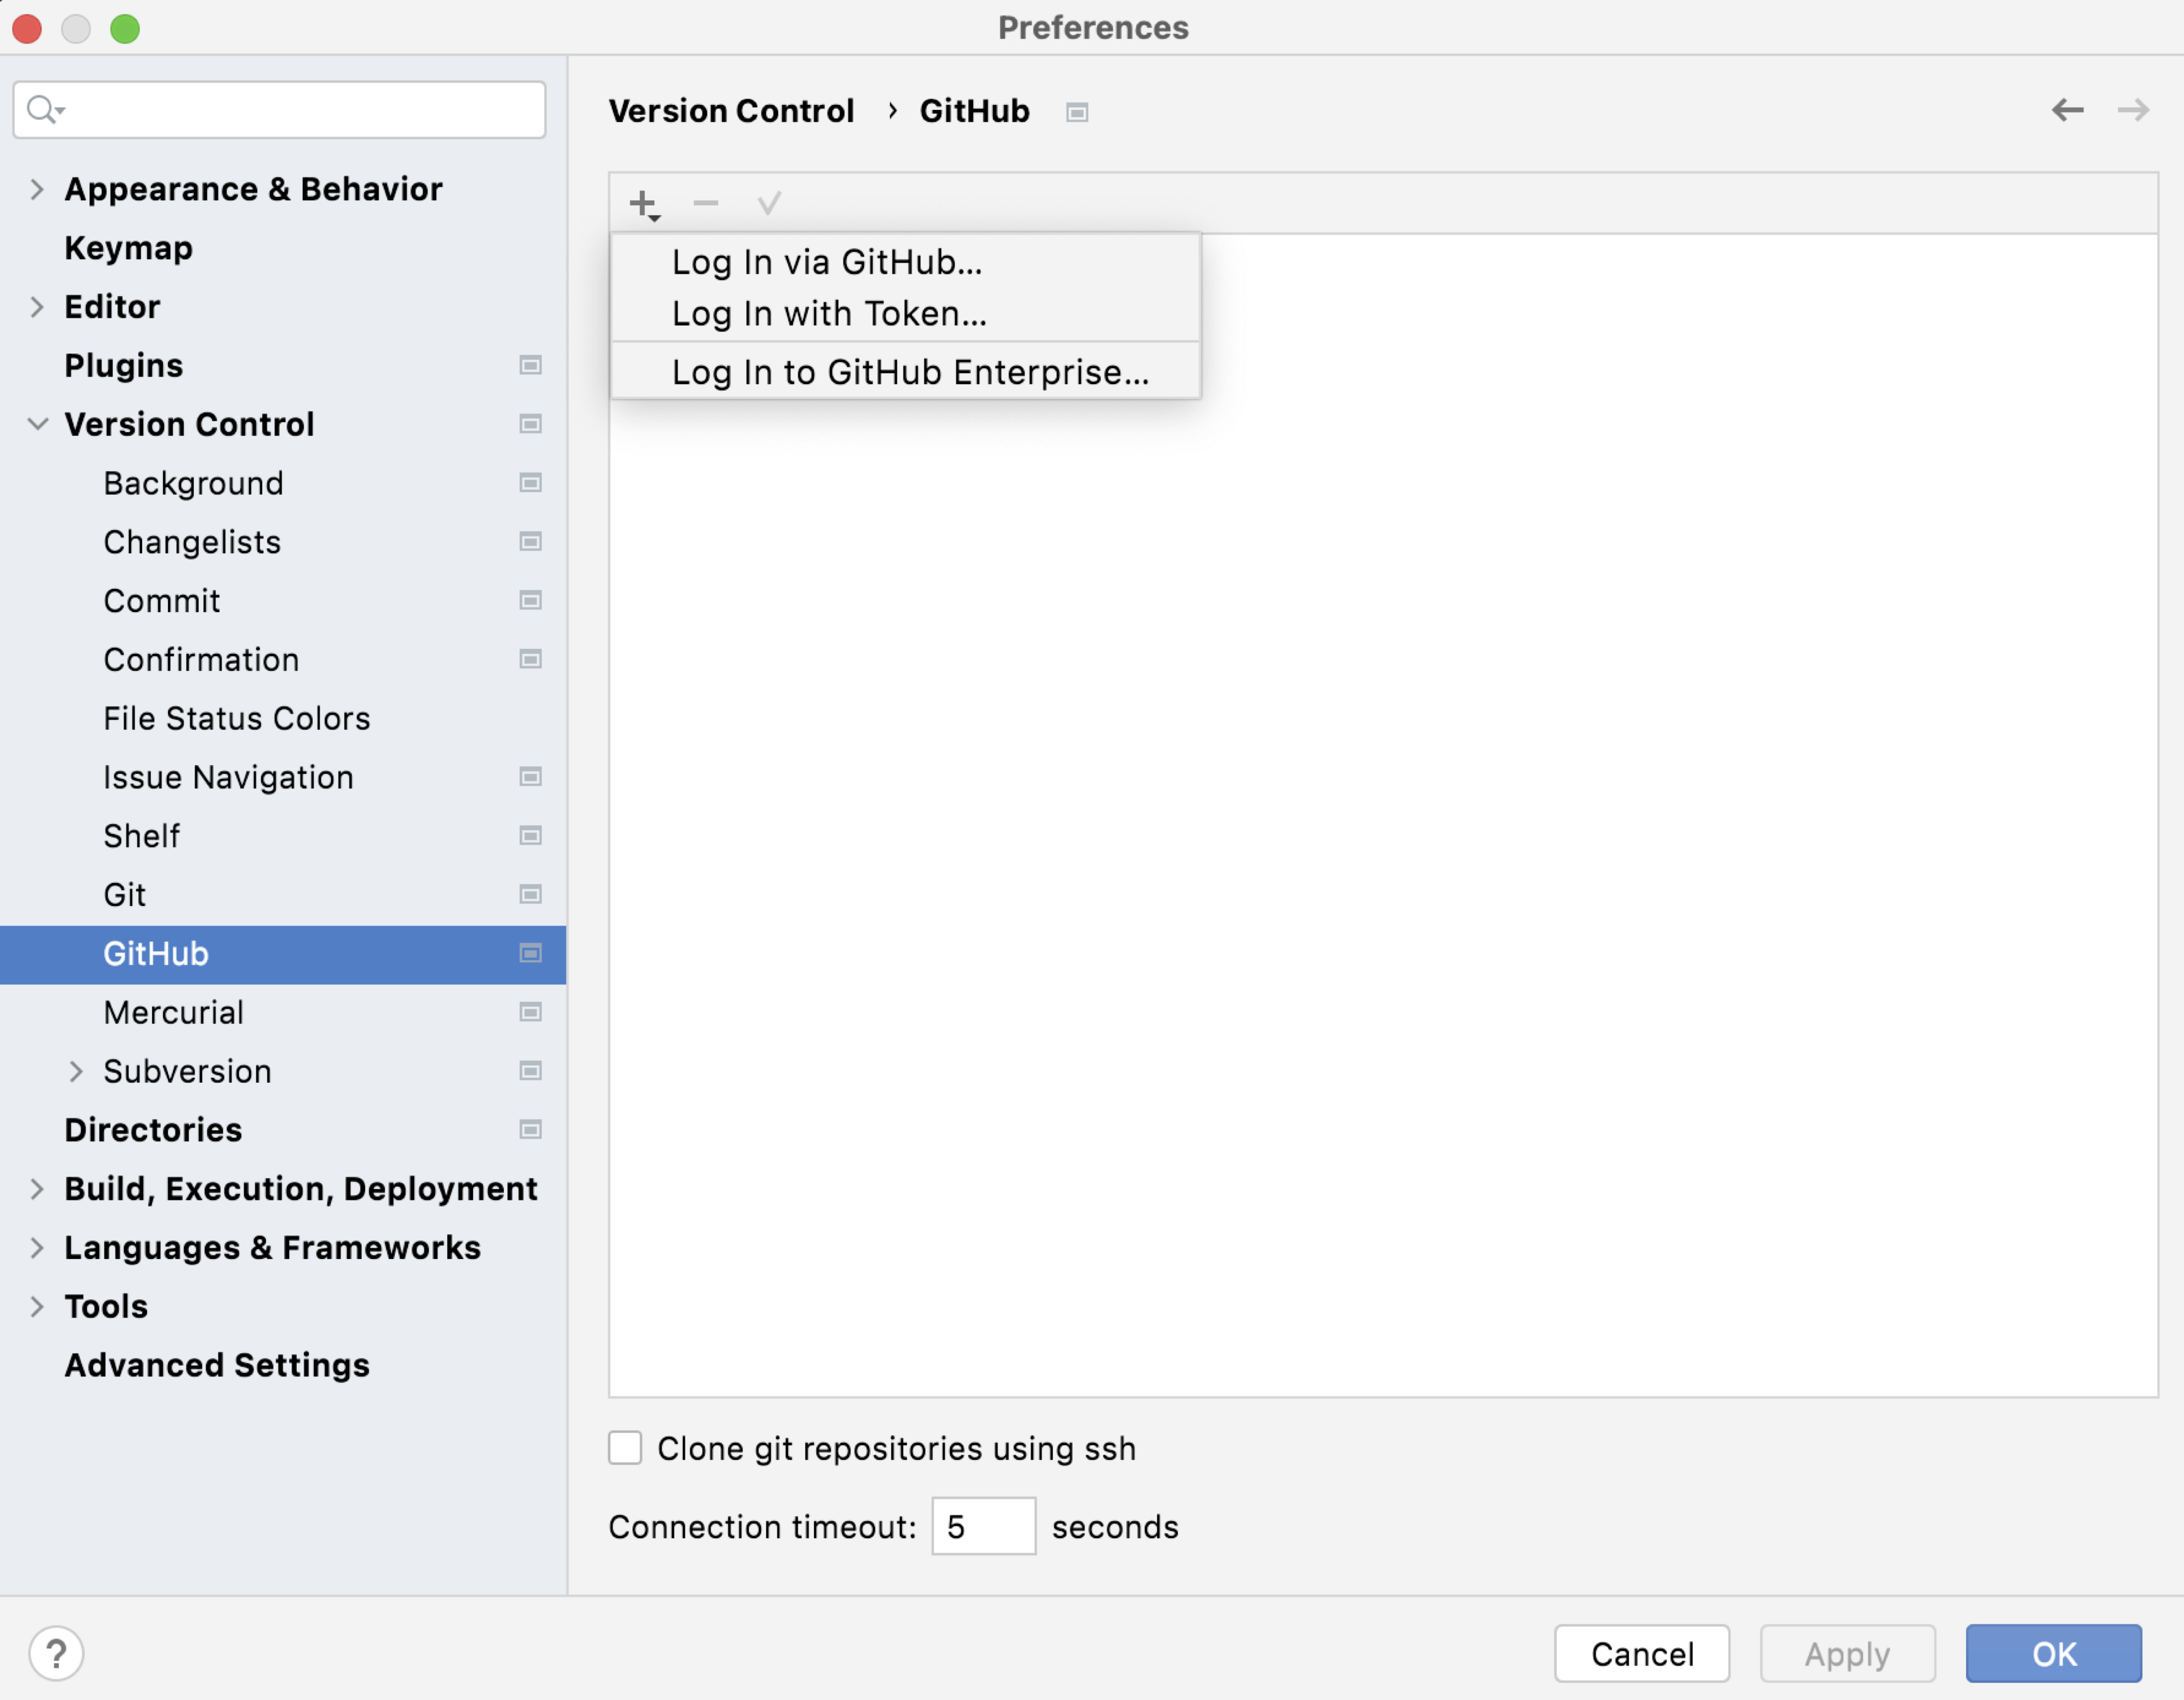 Preferences
Appearance & Behavior
Keymap
Editor
Plugins
Version Control
Background
Changelists
Commit
Confirmation
File Status Colors
Issue Navigation
Shelf
Git
GitHub
Mercurial
Subversion
Directories
Build, Execution, Deployment
Languages & Frameworks
Tools
Advanced Settings
Version Control › GitHub
Log In via GitHub...
Log In with Token...
Log In to GitHub Enterprise...
Clone git repositories using ssh
Connection timeout: 5 seconds
? Cancel Apply OK